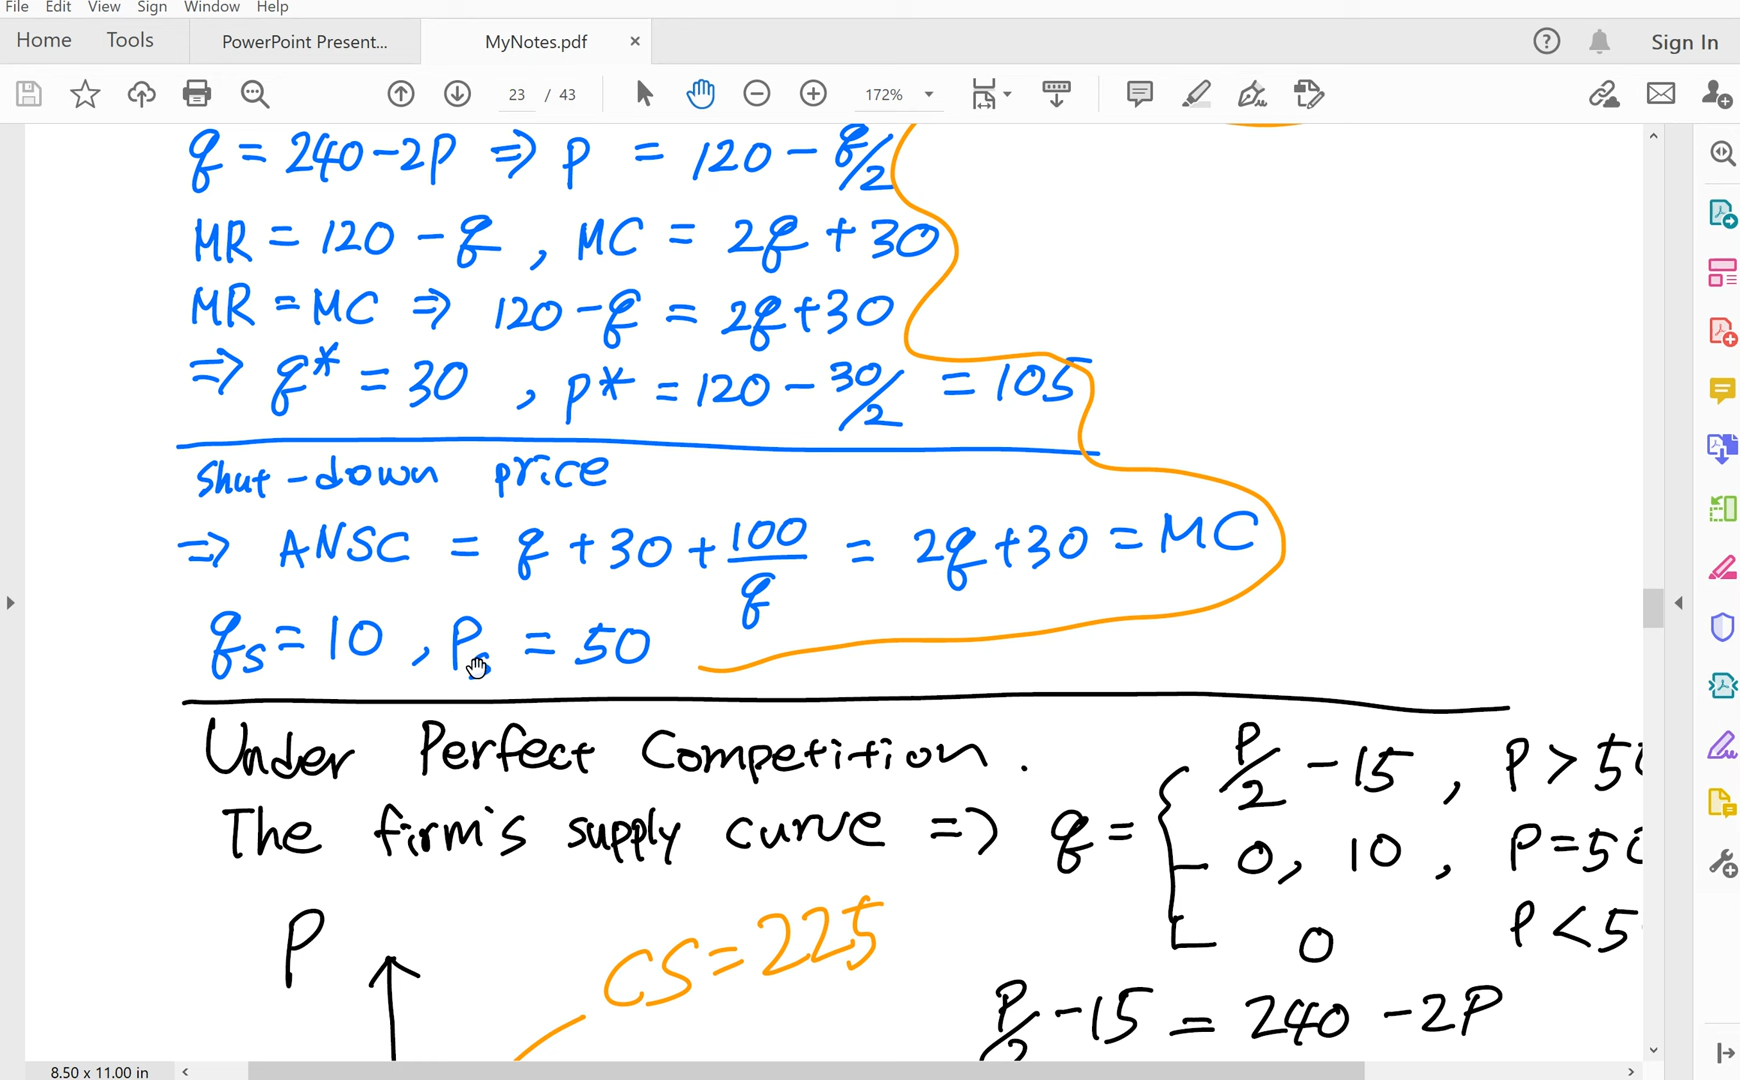 File Edit View Sign Window Help
Home Tools PowerPoint Present... MyNotes.pdf × Sign In
23 / 43 172%
q = 240-2P ⇒ P = 120 - q/2
MR = 120 - q , MC = 2q + 30
MR = MC ⇒ 120 - q = 2q+30
⇒ q* = 30 , P* = 120 - 30/2 = 105
Shut-down price
⇒ ANSC = q + 30 + 100/q = 2q+30 = MC
qs = 10 , Ps = 50
Under Perfect Competition .
The firm's supply curve => q = { P/2 - 15 , P > 50
0, 10 , P = 50
0 P < 5
P
CS = 225
P/2 - 15 = 240 - 2P
8.50 x 11.00 in